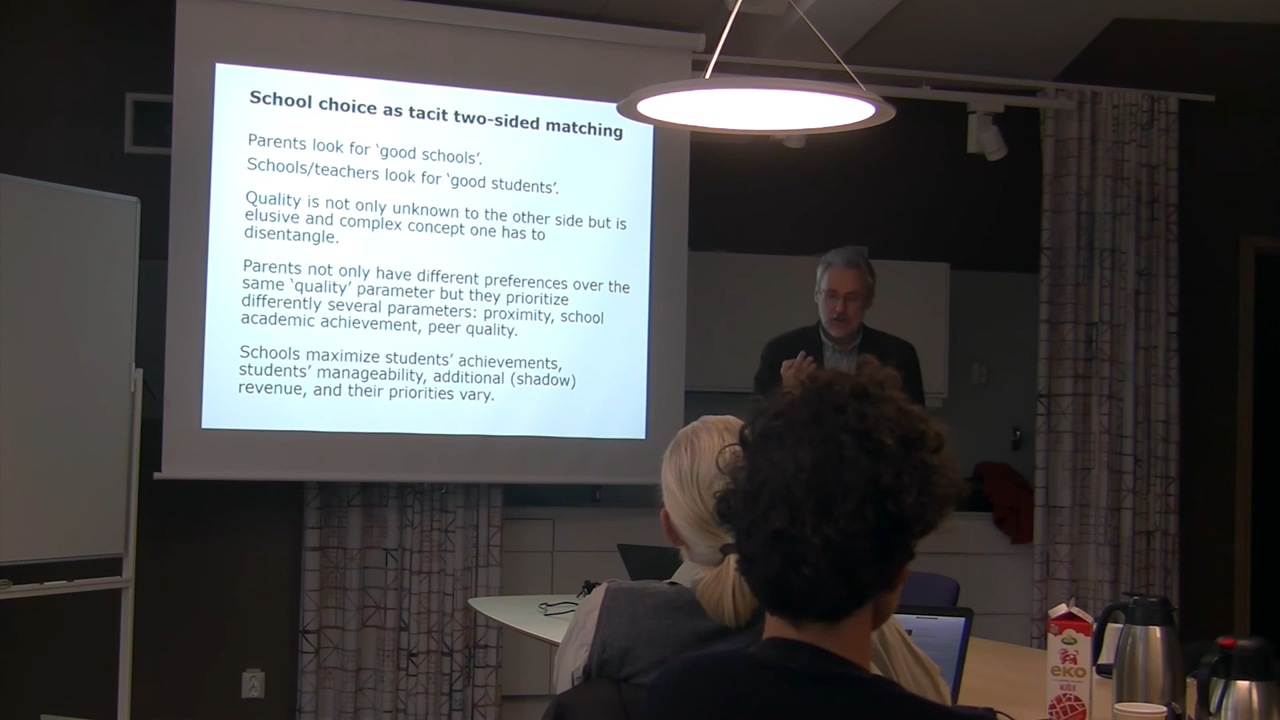 School choice as tacit two-sided matching
Parents look for ‘good schools’.
Schools/teachers look for ‘good students’.
Quality is not only unknown to the other side but is
elusive and complex concept one has to
disentangle.
Parents not only have different preferences over the
same ‘quality’ parameter but they prioritize
differently several parameters: proximity, school
academic achievement, peer quality.
Schools maximize students’ achievements,
students’ manageability, additional (shadow)
revenue, and their priorities vary.
eko